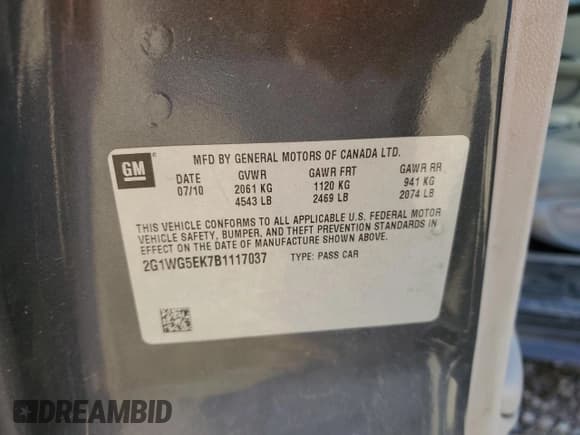 GM
MFD BY GENERAL MOTORS OF CANADA LTD.
DATE GVWR GAWR FRT GAWR RR
07/10 2061 KG 1120 KG 941 KG
4543 LB 2469 LB 2074 LB
THIS VEHICLE CONFORMS TO ALL APPLICABLE U.S. FEDERAL MOTOR
VEHICLE SAFETY, BUMPER, AND THEFT PREVENTION STANDARDS IN
EFFECT ON THE DATE OF MANUFACTURE SHOWN ABOVE.
2G1WG5EK7B1117037 TYPE: PASS CAR
DREAMBID